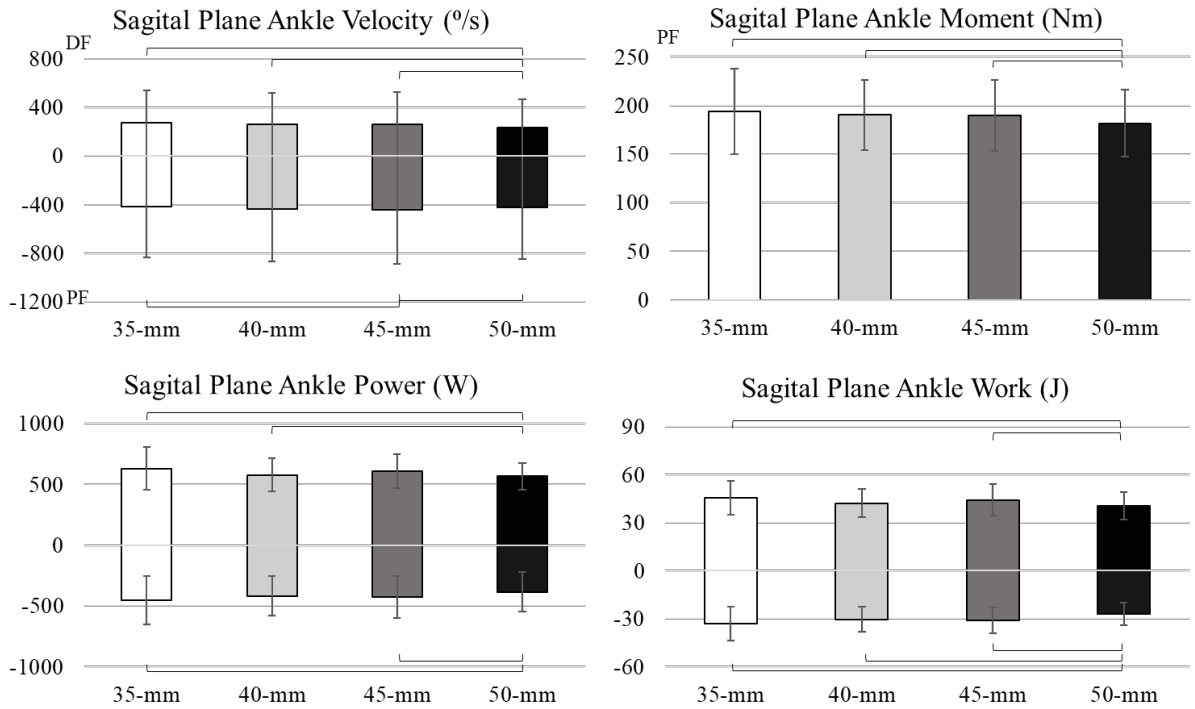 Sagital Plane Ankle Velocity (º/s)
DF
800
400
0
-400
-800
-1200
PF
35-mm 40-mm 45-mm 50-mm
Sagital Plane Ankle Moment (Nm)
PF
250
200
150
100
50
0
35-mm 40-mm 45-mm 50-mm
Sagital Plane Ankle Power (W)
1000
500
0
-500
-1000
35-mm 40-mm 45-mm 50-mm
Sagital Plane Ankle Work (J)
90
60
30
0
-30
-60
35-mm 40-mm 45-mm 50-mm